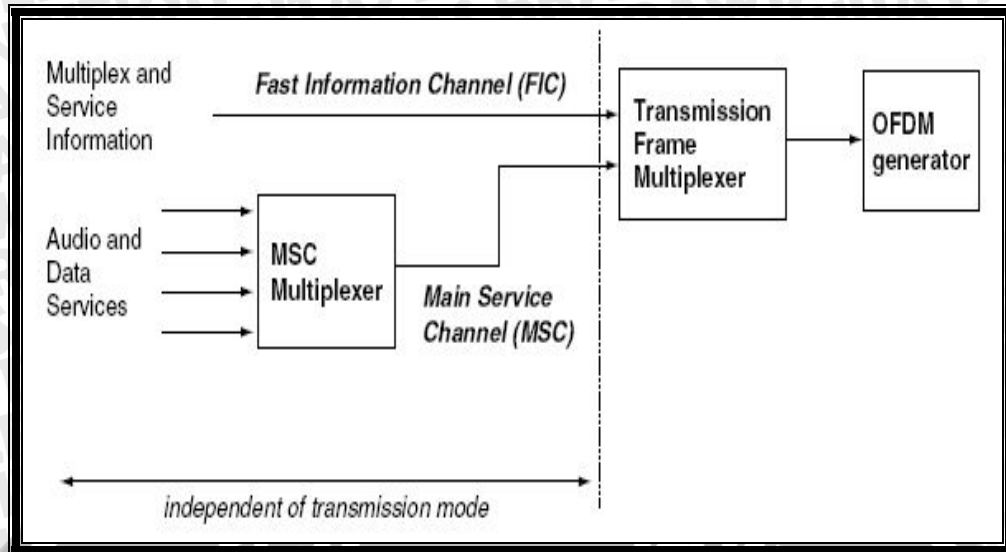 Multiplex and
Service
Information
Fast Information Channel (FIC)
Transmission
Frame
Multiplexer
OFDM
generator
Audio and
Data
Services
MSC
Multiplexer
Main Service
Channel (MSC)
independent of transmission mode